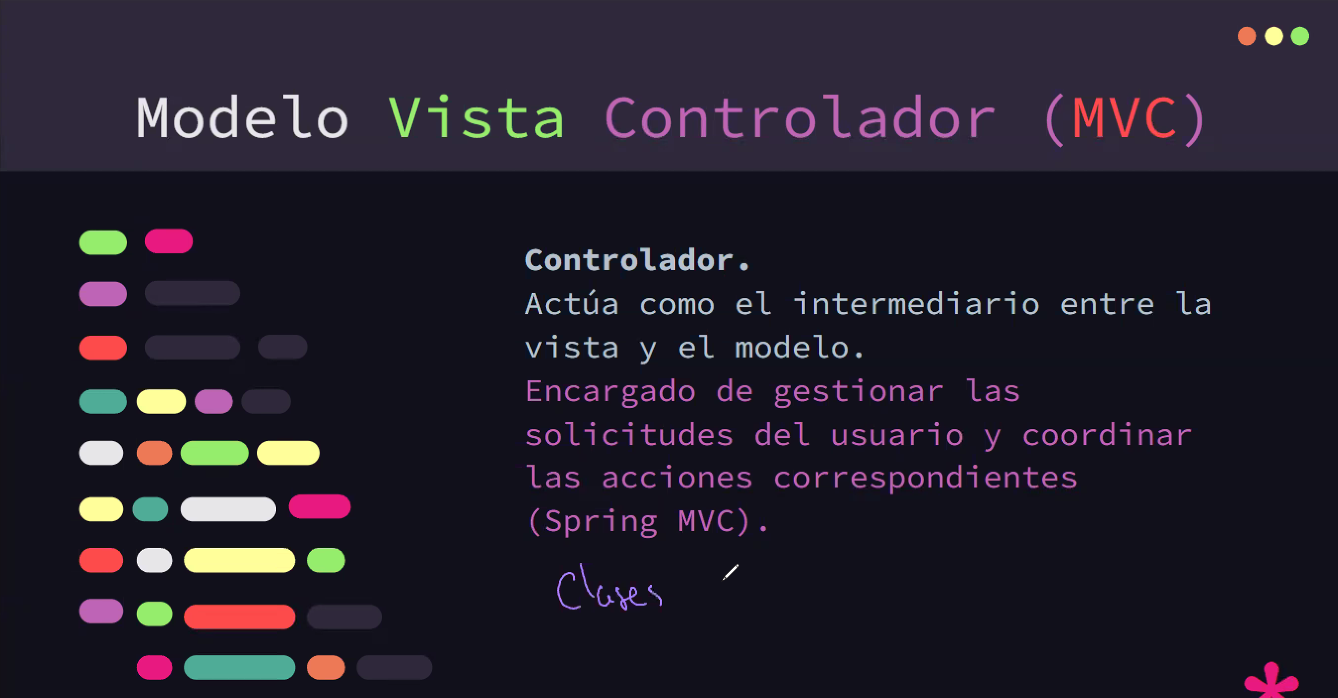 Modelo Vista Controlador (MVC)
Controlador.
Actúa como el intermediario entre la
vista y el modelo.
Encargado de gestionar las
solicitudes del usuario y coordinar
las acciones correspondientes
(Spring MVC).
Clases